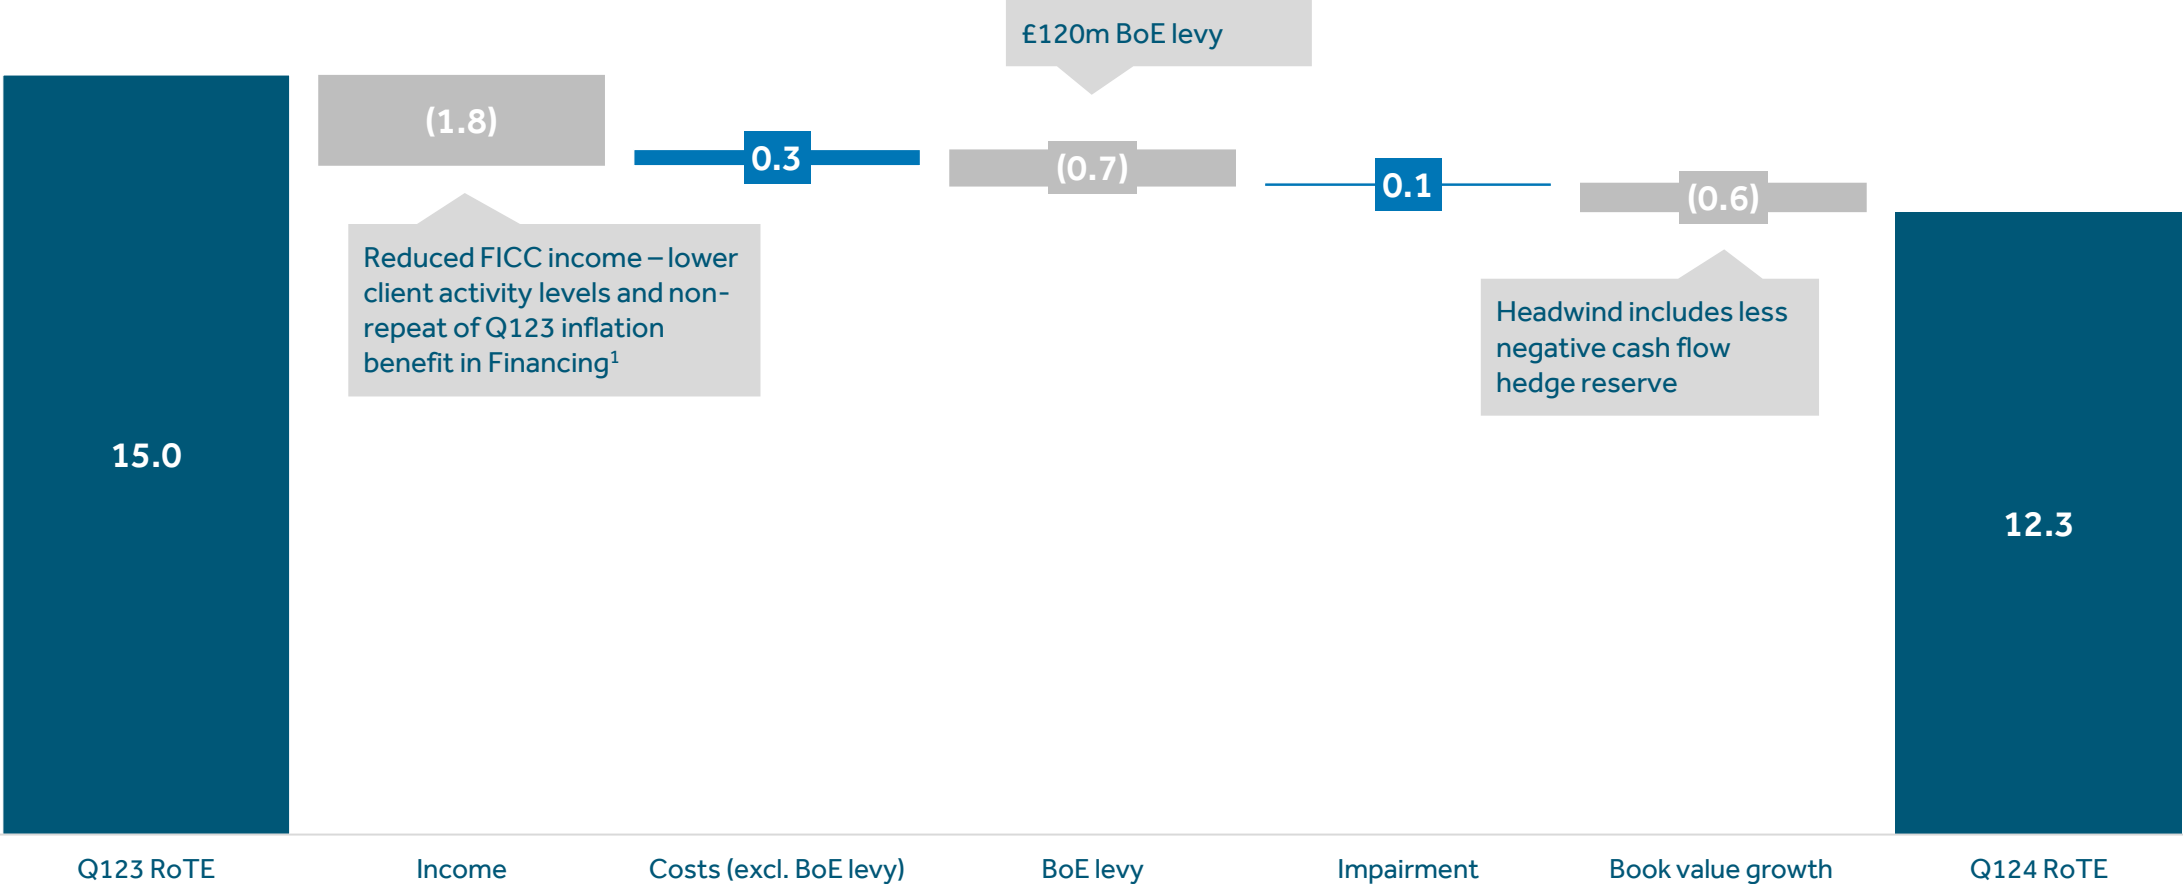 £120m BoE levy
(1.8)
0.3
(0.7)
0.1
(0.6)
Reduced FICC income – lower
client activity levels and non-
repeat of Q123 inflation
benefit in Financing¹
Headwind includes less
negative cash flow
hedge reserve
15.0
12.3
Q123 RoTE
Income
Costs (excl. BoE levy)
BoE levy
Impairment
Book value growth
Q124 RoTE